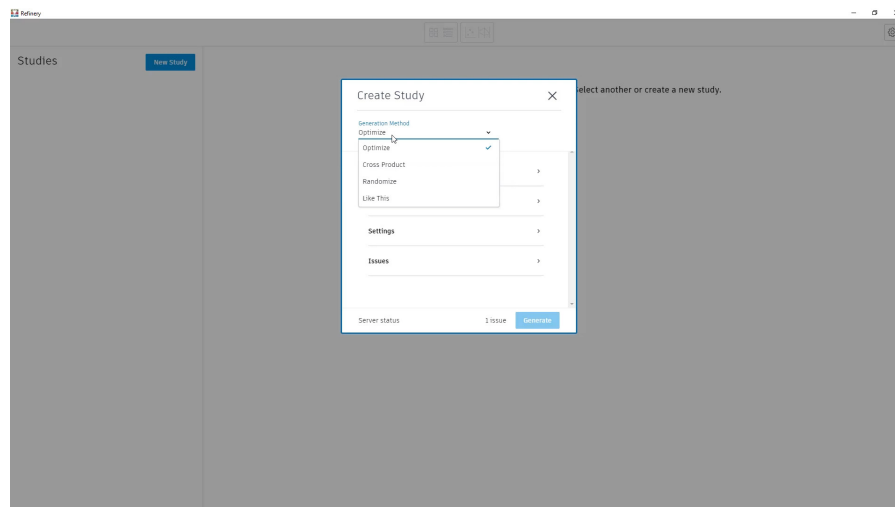 Refinery
Studies
New Study
Select another or create a new study.
Create Study
Generation Method
Optimize
Optimize
Cross Product
Randomize
Like This
Settings
Issues
Server status
1 issue
Generate